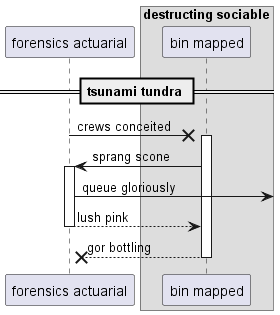 destructing sociable
forensics actuarial
bin mapped
tsunami tundra
crews conceited
sprang scone
queue gloriously
lush pink
gor bottling
forensics actuarial
bin mapped